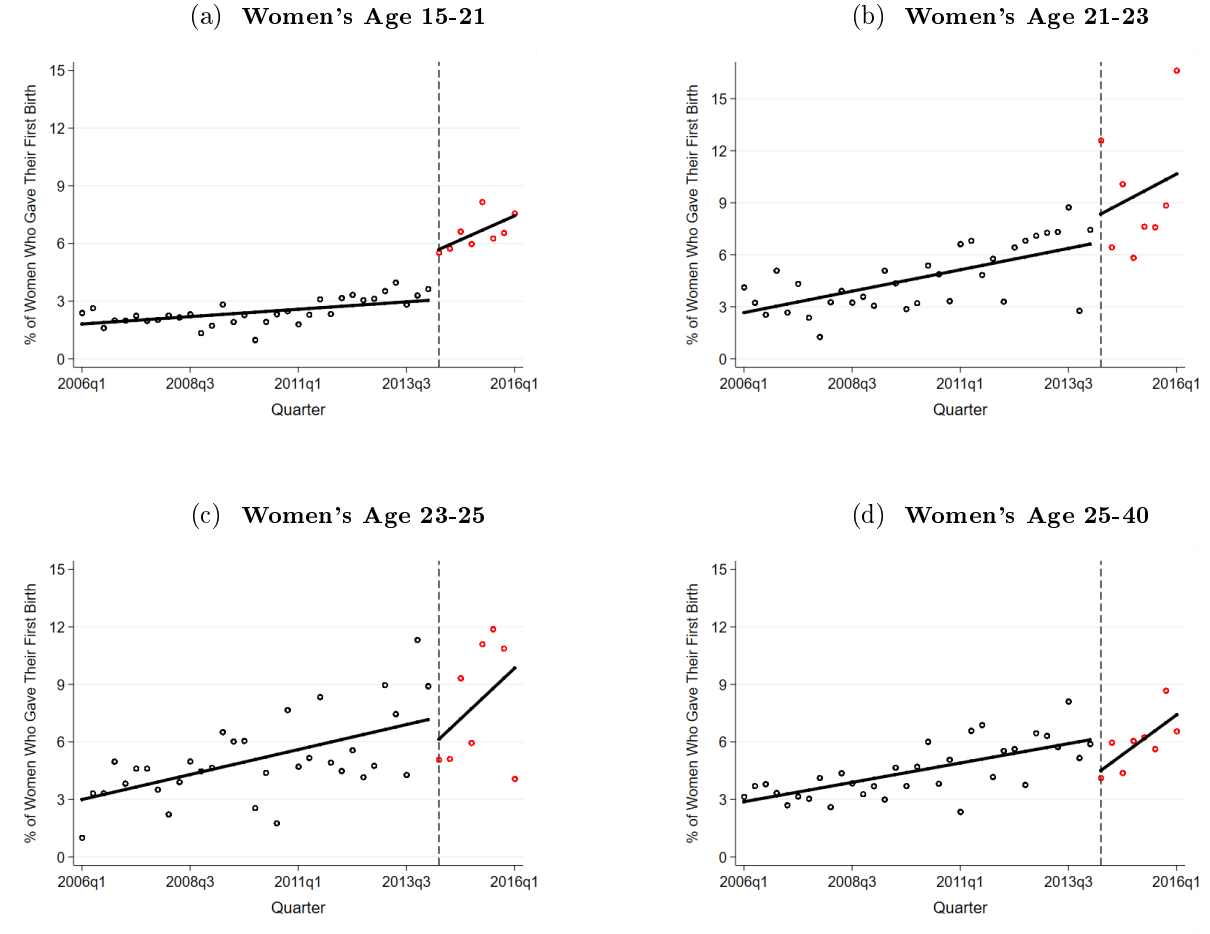 (a) Women's Age 15-21
% of Women Who Gave Their First Birth
15
12
9
6
3
0
2006q1 2008q3 2011q1 2013q3 2016q1
Quarter
(b) Women's Age 21-23
% of Women Who Gave Their First Birth
15
12
9
6
3
0
2006q1 2008q3 2011q1 2013q3 2016q1
Quarter
(c) Women's Age 23-25
% of Women Who Gave Their First Birth
15
12
9
6
3
0
2006q1 2008q3 2011q1 2013q3 2016q1
Quarter
(d) Women's Age 25-40
% of Women Who Gave Their First Birth
15
12
9
6
3
0
2006q1 2008q3 2011q1 2013q3 2016q1
Quarter